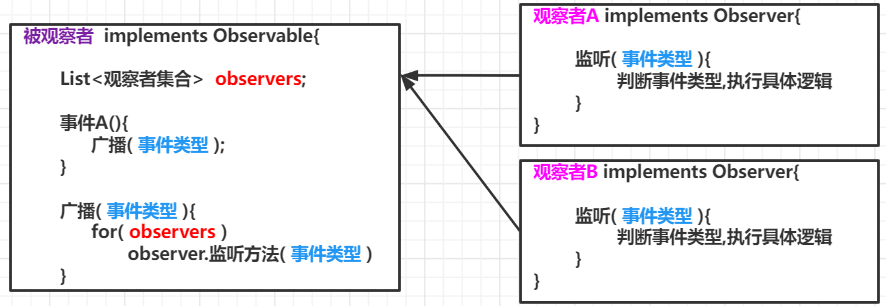 被观察者 implements Observable{
List<观察者集合> observers;
事件A(){
广播( 事件类型 );
}
广播( 事件类型 ){
for( observers )
observer.监听方法( 事件类型 )
}
观察者A implements Observer{
监听( 事件类型 ){
判断事件类型,执行具体逻辑
}
}
观察者B implements Observer{
监听( 事件类型 ){
判断事件类型,执行具体逻辑
}
}